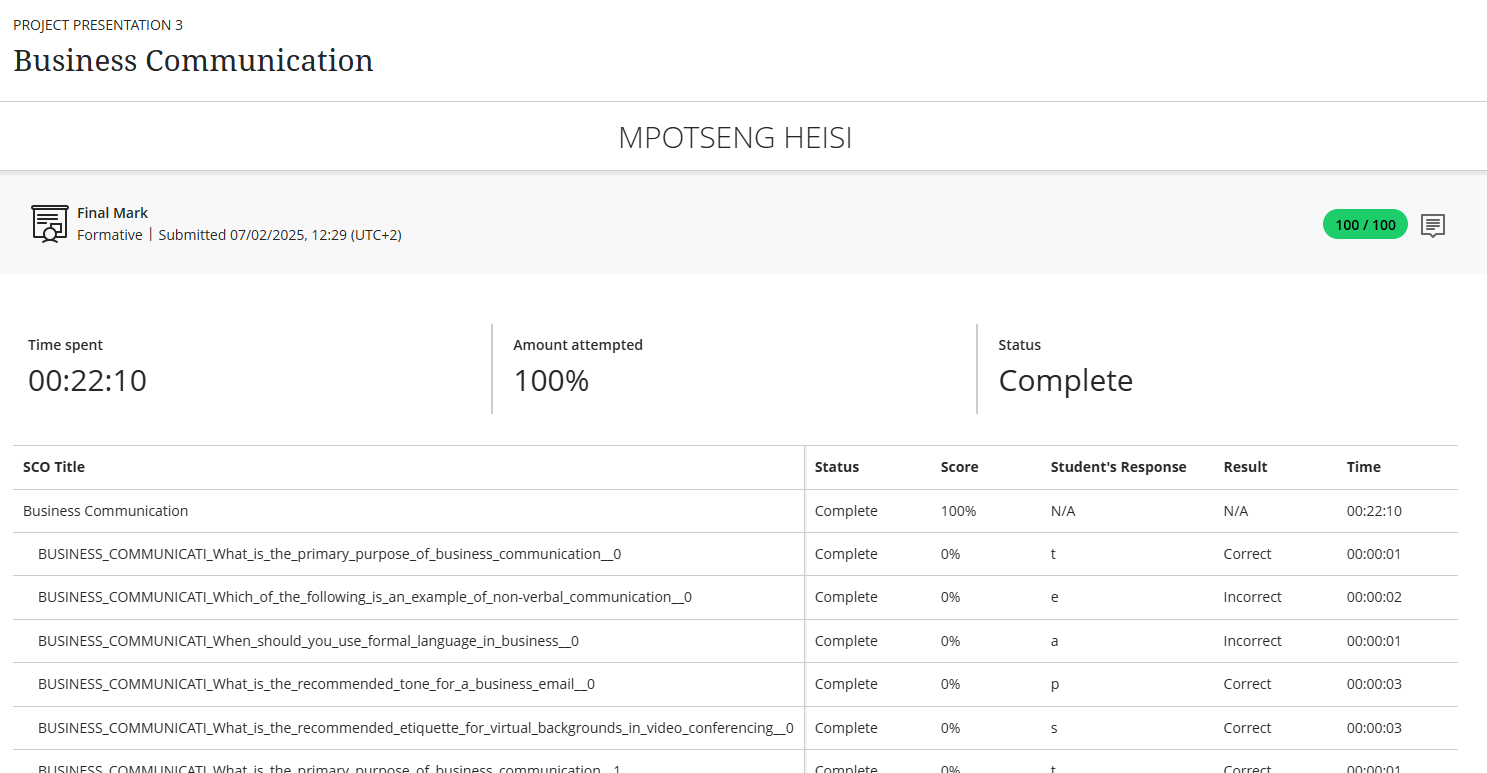 PROJECT PRESENTATION 3
Business Communication
MPOTSENG HEISI
Final Mark
Formative | Submitted 07/02/2025, 12:29 (UTC+2)
100 / 100
Time spent
00:22:10
Amount attempted
100%
Status
Complete
SCO Title Status Score Student's Response Result Time
Business Communication Complete 100% N/A N/A 00:22:10
BUSINESS_COMMUNICATI_What_is_the_primary_purpose_of_business_communication__0 Complete 0% t Correct 00:00:01
BUSINESS_COMMUNICATI_Which_of_the_following_is_an_example_of_non-verbal_communication__0 Complete 0% e Incorrect 00:00:02
BUSINESS_COMMUNICATI_When_should_you_use_formal_language_in_business__0 Complete 0% a Incorrect 00:00:01
BUSINESS_COMMUNICATI_What_is_the_recommended_tone_for_a_business_email__0 Complete 0% p Correct 00:00:03
BUSINESS_COMMUNICATI_What_is_the_recommended_etiquette_for_virtual_backgrounds_in_video_conferencing__0 Complete 0% s Correct 00:00:03
BUSINESS_COMMUNICATI_What_is_the_primary_purpose_of_business_communication__1 Complete 0% t Correct 00:00:01